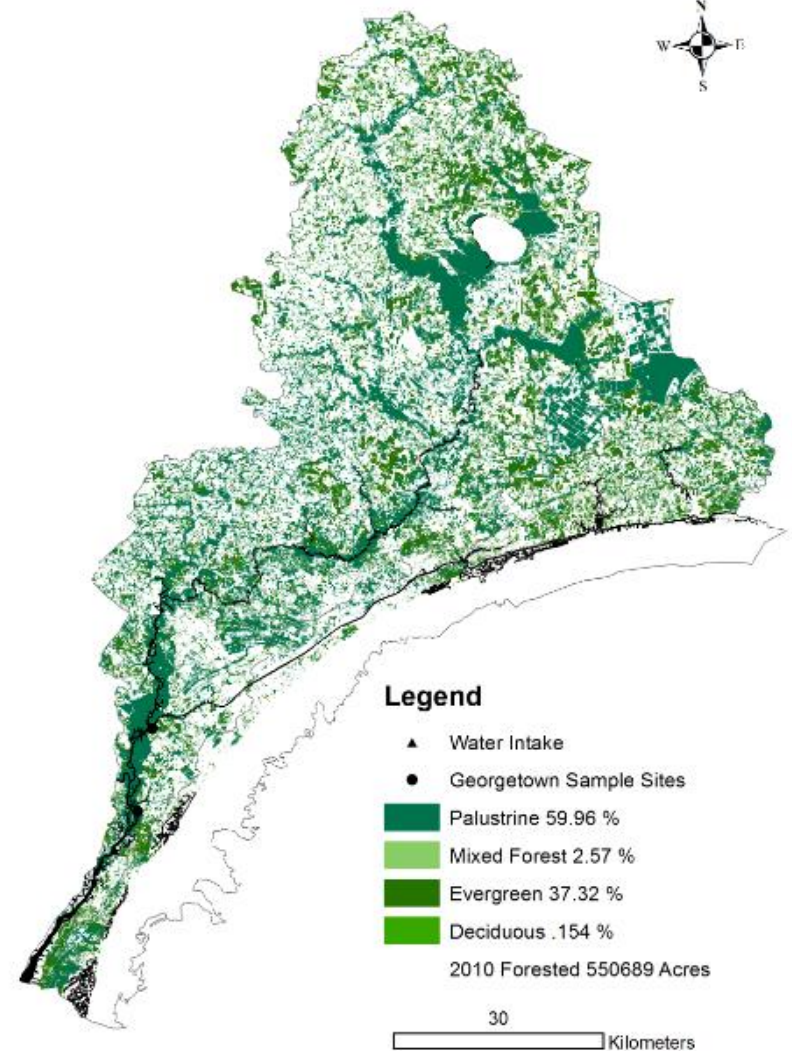 N
W E
S
Legend
Water Intake
Georgetown Sample Sites
Palustrine 59.96 %
Mixed Forest 2.57 %
Evergreen 37.32 %
Deciduous .154 %
2010 Forested 550689 Acres
30
Kilometers